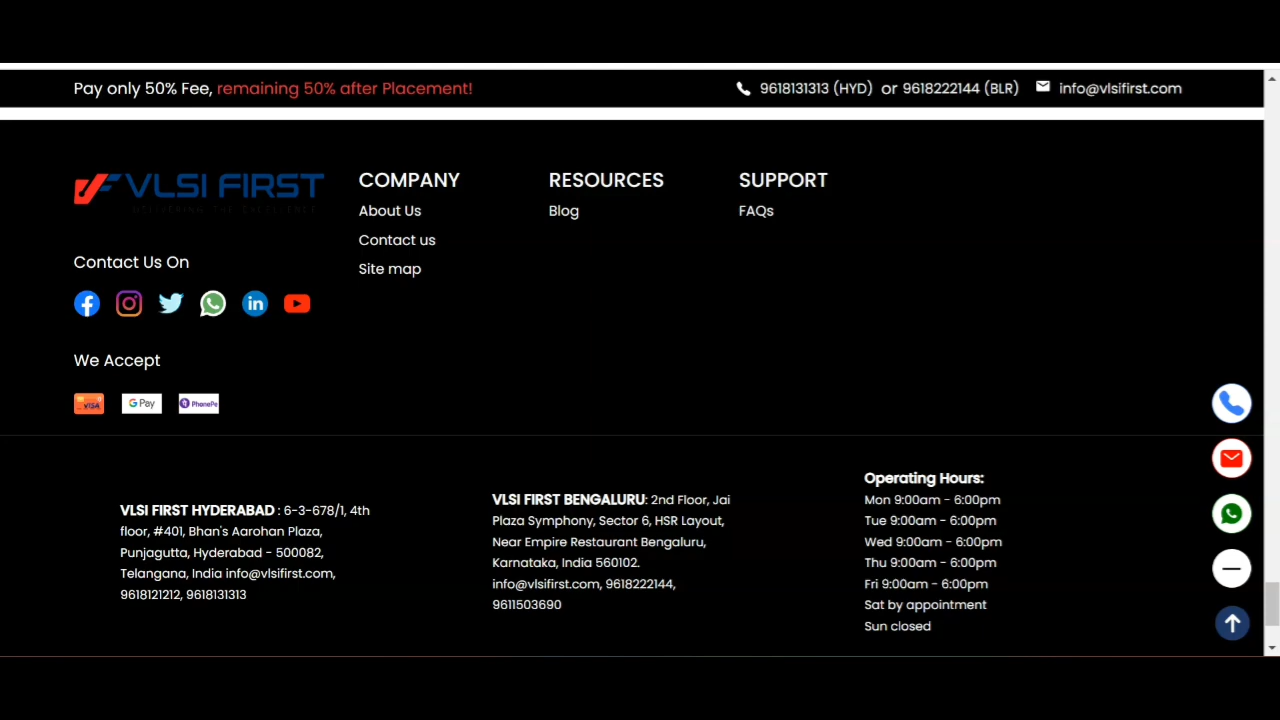 Pay only 50% Fee, remaining 50% after Placement!
9618131313 (HYD) or 9618222144 (BLR) info@vlsifirst.com
VLSI FIRST
COMPANY
About Us
Contact us
Site map
RESOURCES
Blog
SUPPORT
FAQs
Contact Us On
in
We Accept
VISA
G Pay
PhonePe
VLSI FIRST HYDERABAD : 6-3-678/1, 4th
floor, #401, Bhan's Aarohan Plaza,
Punjagutta, Hyderabad - 500082,
Telangana, India info@vlsifirst.com,
9618121212, 9618131313
VLSI FIRST BENGALURU: 2nd Floor, Jai
Plaza Symphony, Sector 6, HSR Layout,
Near Empire Restaurant Bengaluru,
Karnataka, India 560102.
info@vlsifirst.com, 9618222144,
9611503690
Operating Hours:
Mon 9:00am - 6:00pm
Tue 9:00am - 6:00pm
Wed 9:00am - 6:00pm
Thu 9:00am - 6:00pm
Fri 9:00am - 6:00pm
Sat by appointment
Sun closed